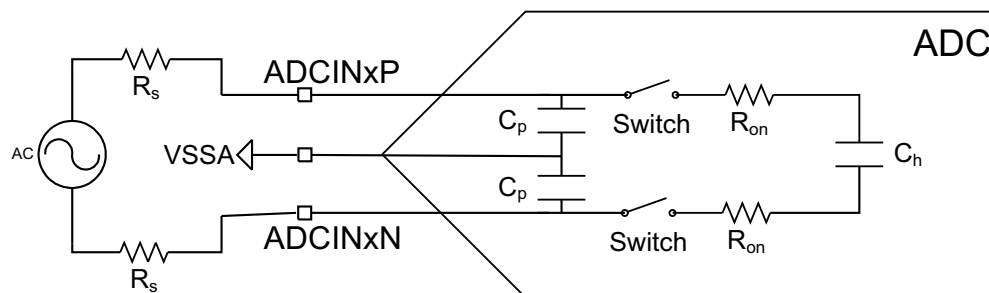 ADC
ADCINxP
Rs
Cp
Switch
Ron
AC
VSSA
Ch
Cp
ADCINxN
Switch
Ron
Rs